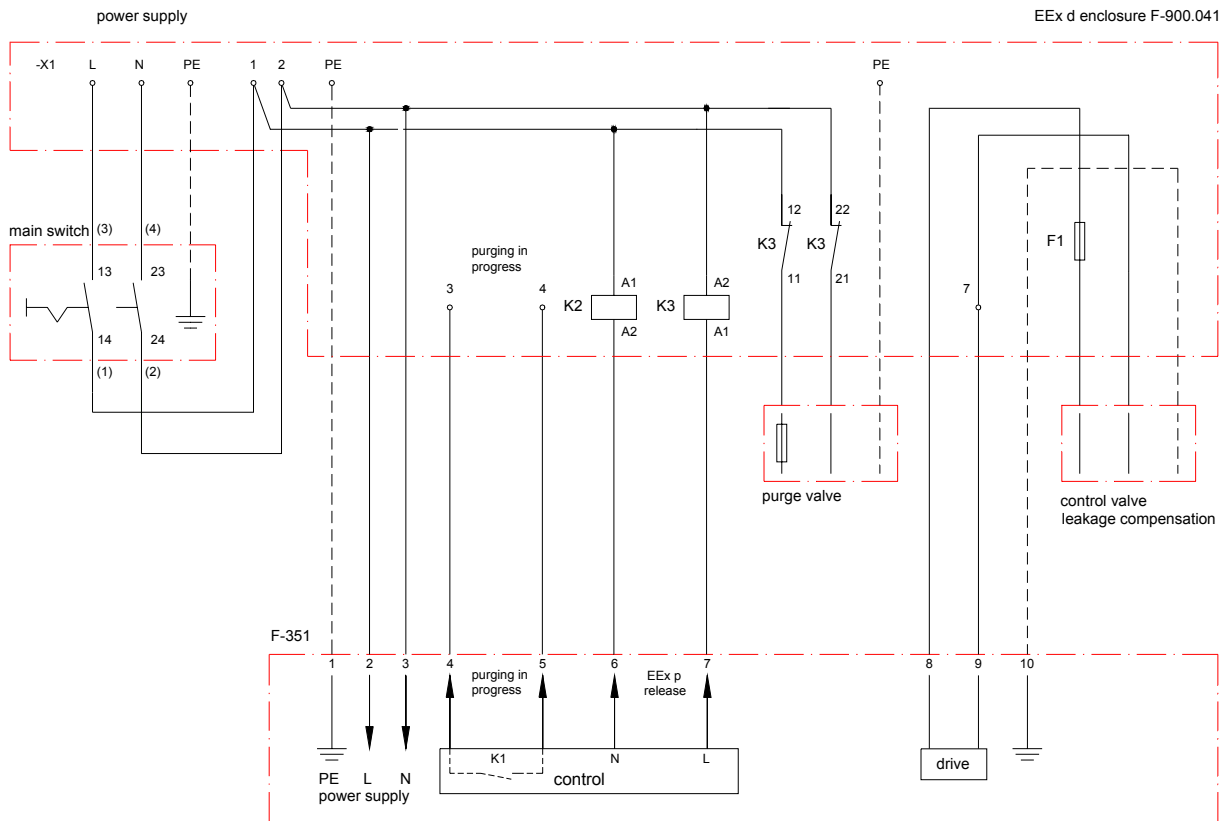 power supply
EEx d enclosure F-900.041
-X1 L N PE 1 2 PE PE
main switch (3) (4)
12 22
K3 K3
F1
13 23
purging in
progress
11 21
3 4
A1 A2
K2 K3
7
A2 A1
14 24
(1) (2)
purge valve
control valve
leakage compensation
F-351
1 2 3 4 5 6 7 8 9 10
purging in
progress
EEx p
release
K1 N L
control
drive
PE L N
power supply